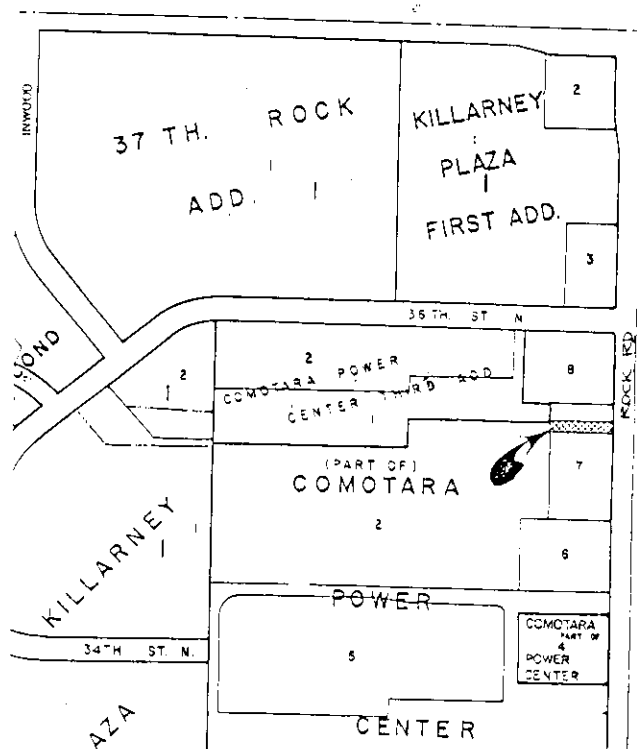 INWOOD
37 TH. ROCK
ADD.
1
KILLARNEY
PLAZA
1
FIRST ADD.
2
3
36TH. ST N
ROCK RD
OND
2
1
2
COMOTARA POWER
CENTER THIRD ADD
1
8
(PART OF)
COMOTARA
2
7
6
KILLARNEY
1
POWER
34TH ST. N.
5
COMOTARA
PART OF
4
POWER
CENTER
AZA
CENTER